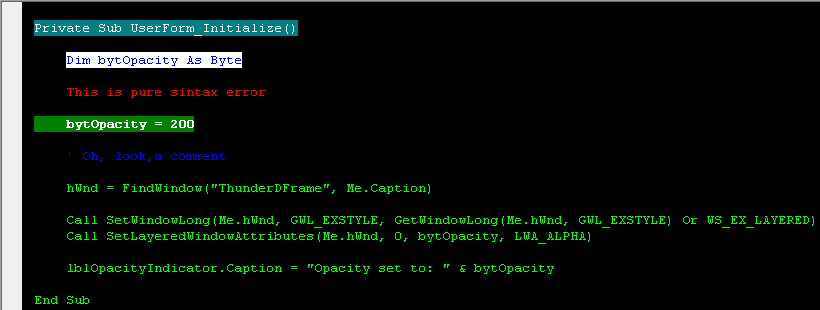 Private Sub UserForm_Initialize()
Dim bytOpacity As Byte
This is pure sintax error
bytOpacity = 200
' Oh, look,a comment
hWnd = FindWindow("ThunderDFrame", Me.Caption)
Call SetWindowLong(Me.hWnd, GWL_EXSTYLE, GetWindowLong(Me.hWnd, GWL_EXSTYLE) Or WS_EX_LAYERED)
Call SetLayeredWindowAttributes(Me.hWnd, 0, bytOpacity, LWA_ALPHA)
lblOpacityIndicator.Caption = "Opacity set to: " & bytOpacity
End Sub